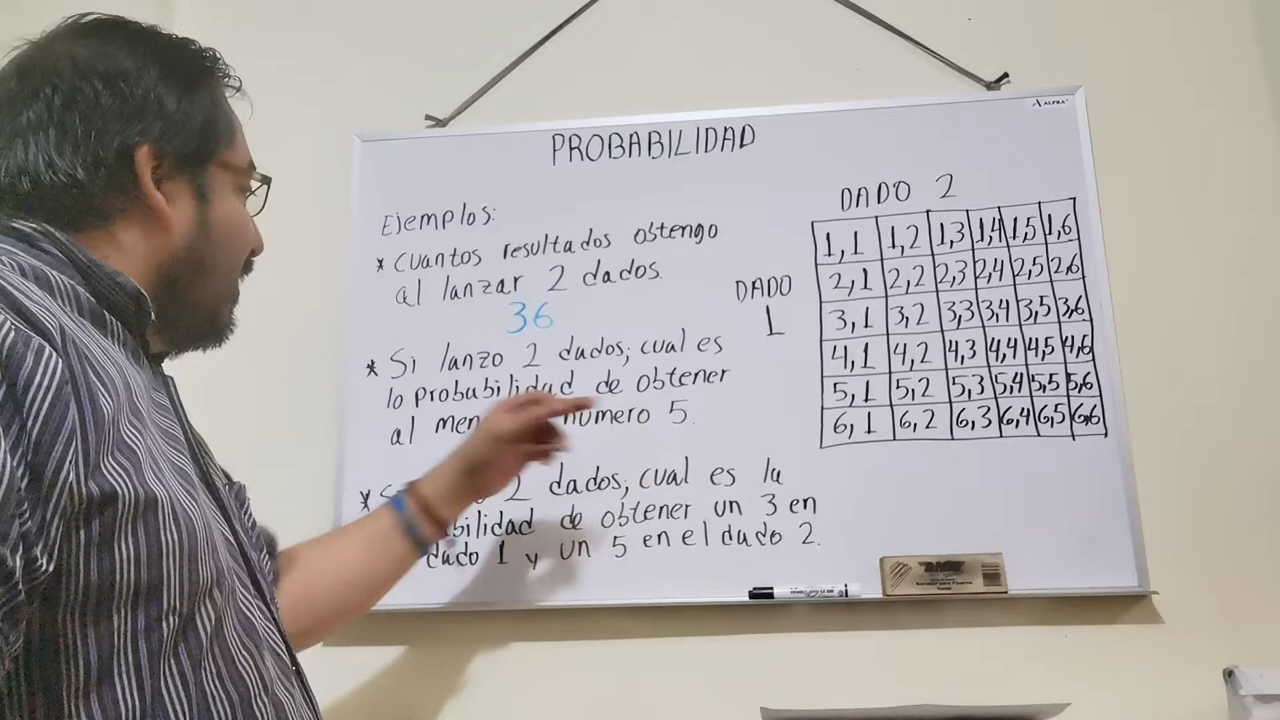 ALFRA
PROBABILIDAD
Ejemplos:
* cuantos resultados obtengo
al lanzar 2 dados.
36
* Si lanzo 2 dados, cual es
la probabilidad de obtener
al número 5.
* 2 dados, cual es la
de obtener un 3 en
dado 1 y un 5 en el dado 2.
DADO 2
DADO
1
1,1 1,2 1,3 1,4 1,5 1,6
2,1 2,2 2,3 2,4 2,5 2,6
3,1 3,2 3,3 3,4 3,5 3,6
4,1 4,2 4,3 4,4 4,5 4,6
5,1 5,2 5,3 5,4 5,5 5,6
6,1 6,2 6,3 6,4 6,5 6,6